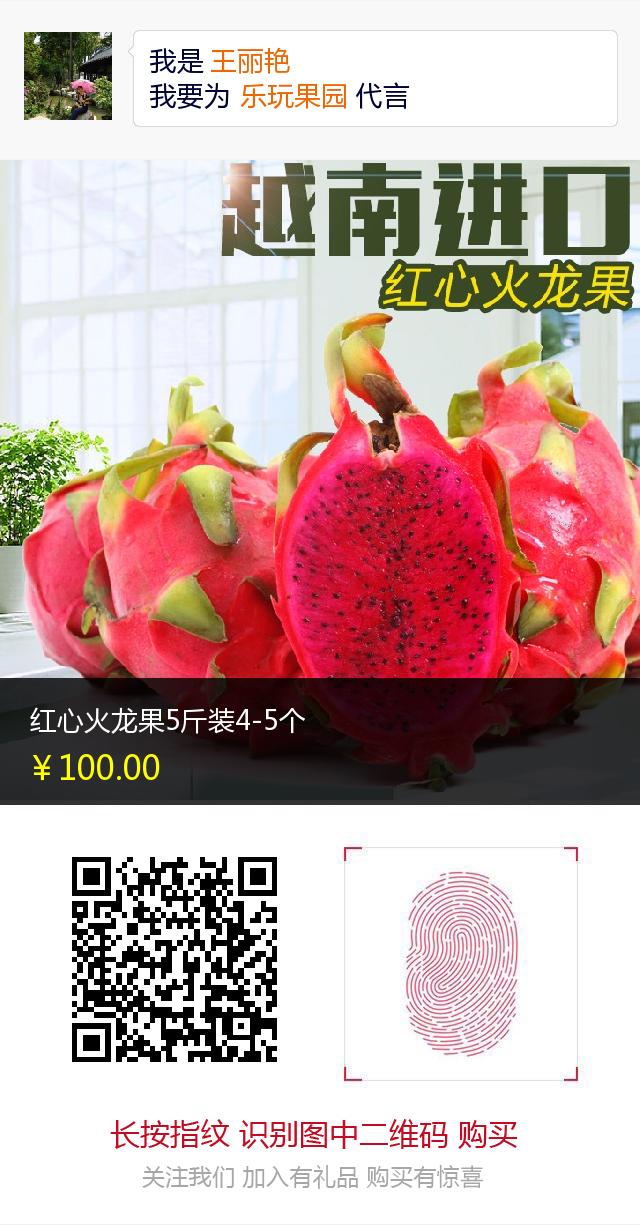 我是 王丽艳
我要为 乐玩果园 代言
越南进口
红心火龙果
红心火龙果5斤装4-5个
￥100.00
长按指纹 识别图中二维码 购买
关注我们 加入有礼品 购买有惊喜